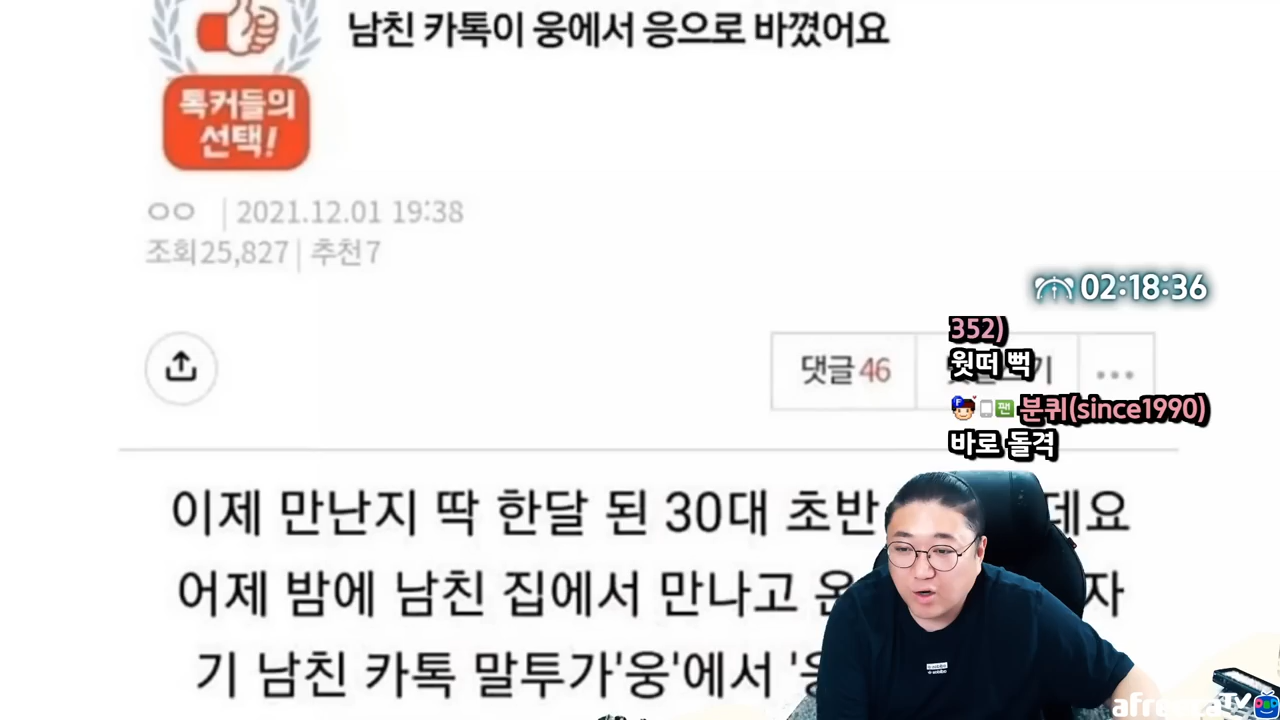 남친 카톡이 웅에서 응으로 바꼈어요
톡커들의
선택!
ㅇㅇ | 2021.12.01 19:38
조회 25,827 | 추천 7
02:18:36
352)
웟떠 뻑
댓글 46
분퀴(since1990)
바로 돌격
이제 만난지 딱 한달 된 30대 초반 데요
어제 밤에 남친 집에서 만나고 온 자
기 남친 카톡 말투가'웅'에서
afreecaTV